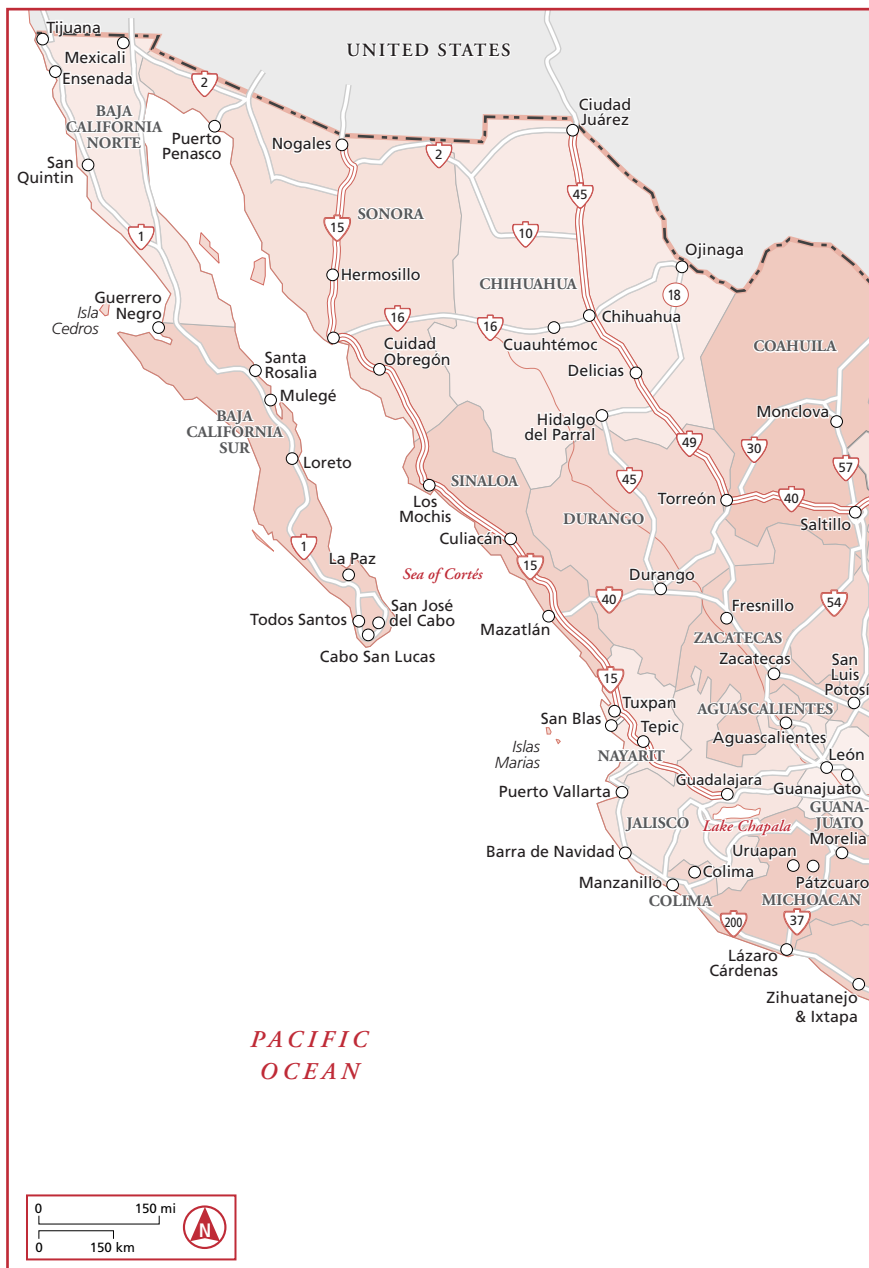 Tijuana
UNITED STATES
Mexicali
Ensenada
2
BAJA
CALIFORNIA
NORTE
Puerto
Penasco
Nogales
2
Ciudad
Juárez
San
Quintin
45
SONORA
15
10
1
Ojinaga
Hermosillo
CHIHUAHUA
18
Guerrero
Negro
Isla
Cedros
16
16
Chihuahua
Cuauhtémoc
COAHUILA
Cuidad
Obregón
Santa
Rosalia
Delicias
Mulegé
BAJA
CALIFORNIA
SUR
Hidalgo
del Parral
Monclova
49
30
57
Loreto
SINALOA
45
Los
Mochis
Torreón
40
Saltillo
DURANGO
Culiacán
1
La Paz
Sea of Cortés
15
Durango
40
54
San José
del Cabo
Todos Santos
Mazatlán
Fresnillo
ZACATECAS
Cabo San Lucas
Zacatecas
San
Luis
Potosí
15
Tuxpan
AGUASCALIENTES
San Blas
Tepic
Aguascalientes
Islas
Marias
NAYARIT
León
Guadalajara
Guanajuato
Puerto Vallarta
GUANA-
JUATO
JALISCO
Lake Chapala
Morelia
Barra de Navidad
Uruapan
Colima
Pátzcuaro
Manzanillo
COLIMA
MICHOACAN
200
37
Lázaro
Cárdenas
Zihuatanejo
& Ixtapa
PACIFIC
OCEAN
0
150 mi
0
150 km
N